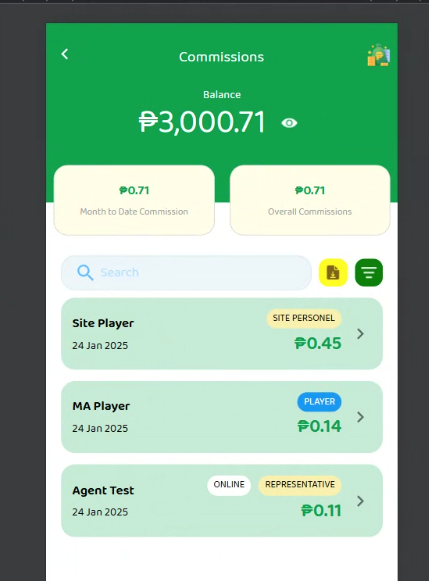 Commissions
Balance
₱3,000.71
₱0.71
Month to Date Commission
₱0.71
Overall Commissions
Search
Site Player
SITE PERSONEL
24 Jan 2025
₱0.45
MA Player
PLAYER
24 Jan 2025
₱0.14
Agent Test
ONLINE
REPRESENTATIVE
24 Jan 2025
₱0.11